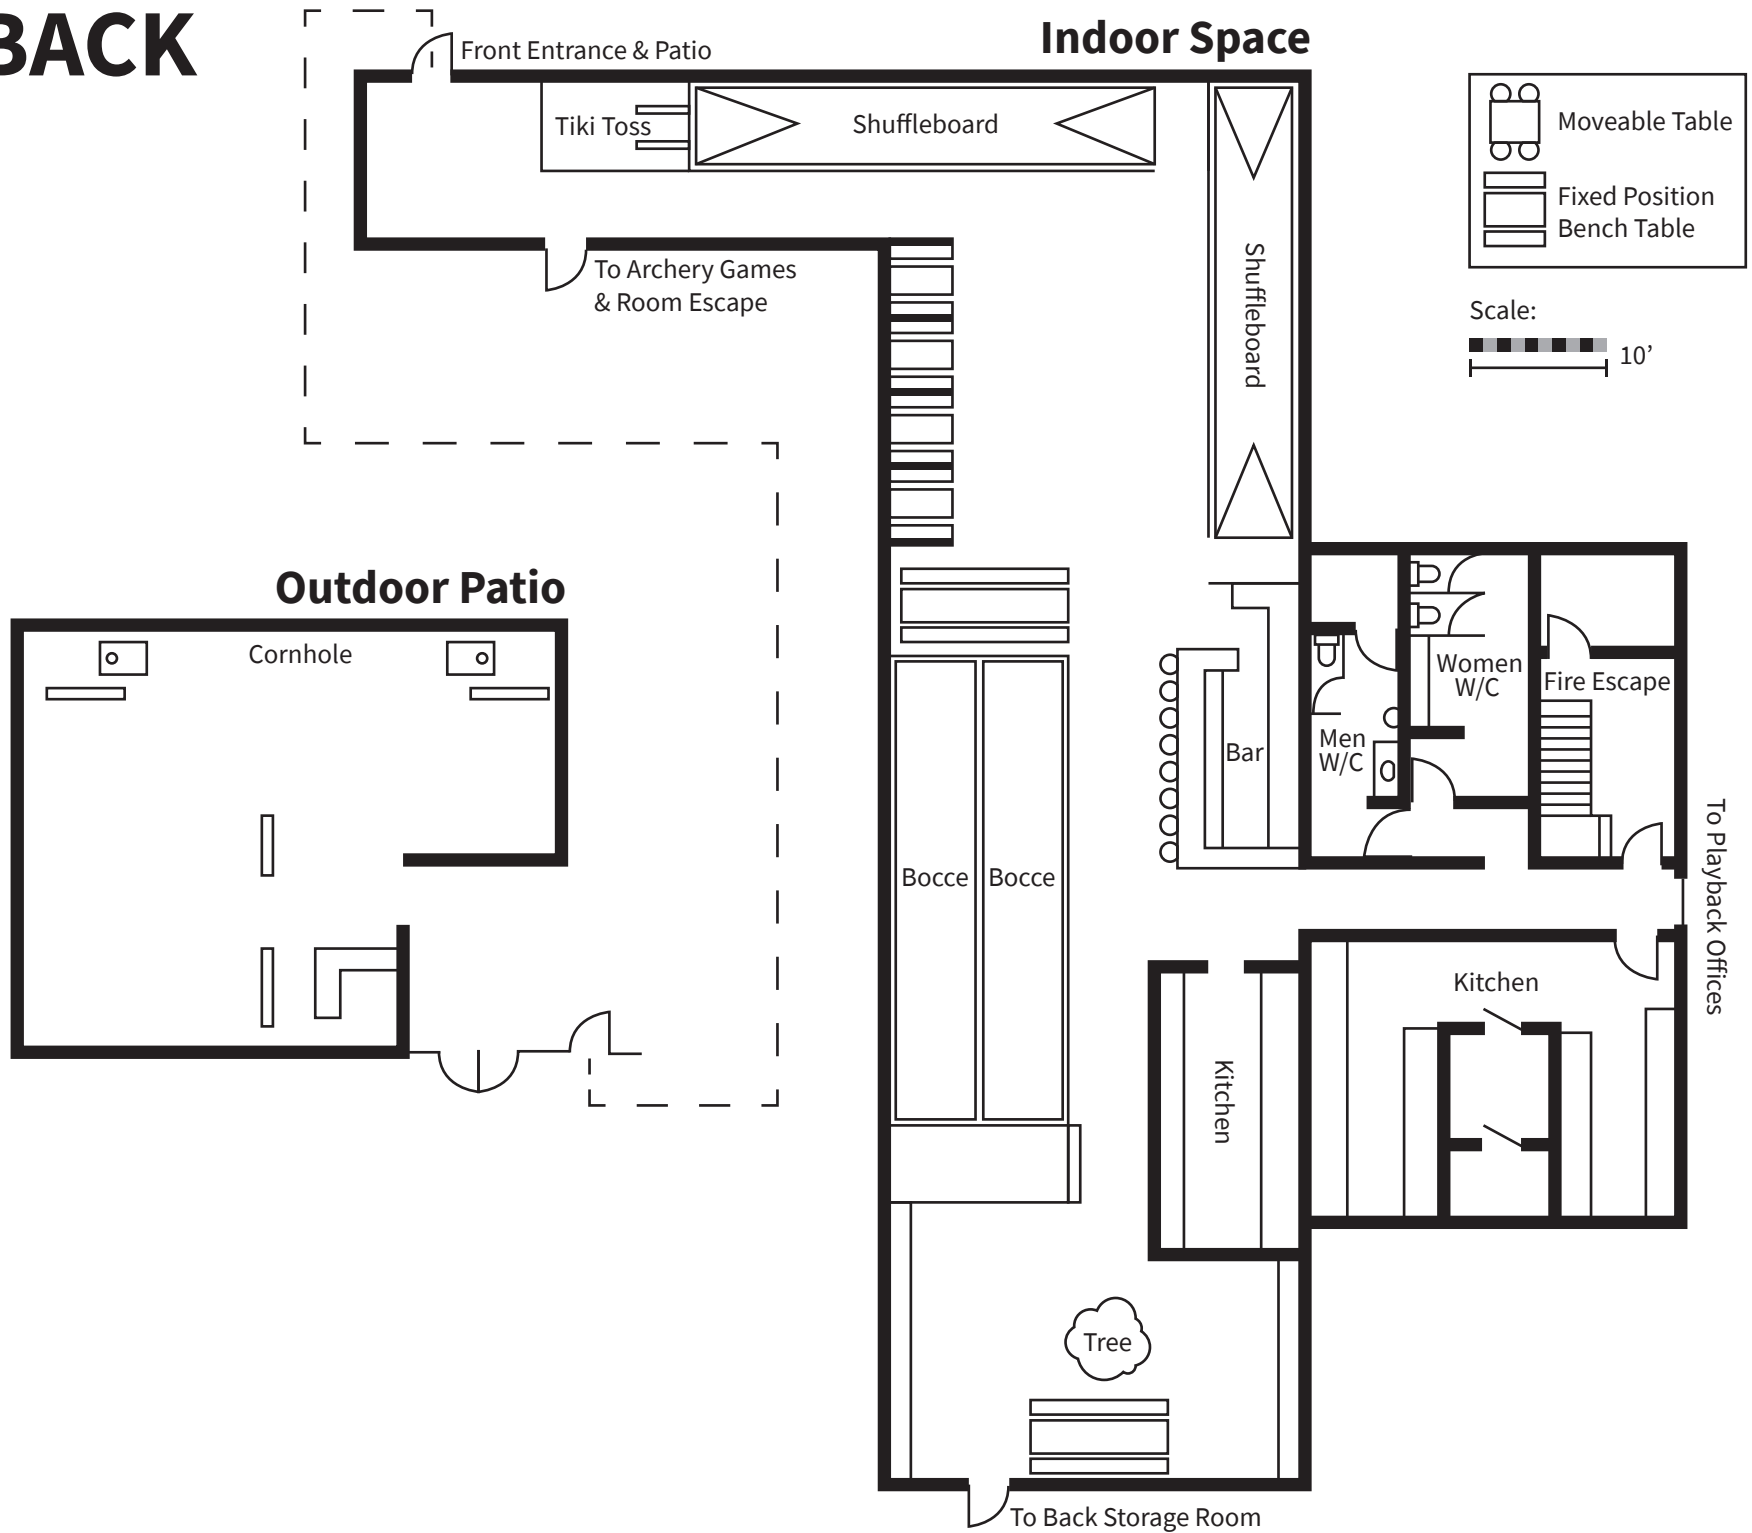 BACK
Front Entrance & Patio
Indoor Space
Tiki Toss
Shuffleboard
Moveable Table
Fixed Position
Bench Table
To Archery Games
& Room Escape
Shuffleboard
Scale:
10’
Outdoor Patio
Cornhole
Women
W/C
Fire Escape
Men
W/C
Bar
To Playback Offices
Bocce
Bocce
Kitchen
Kitchen
Tree
To Back Storage Room